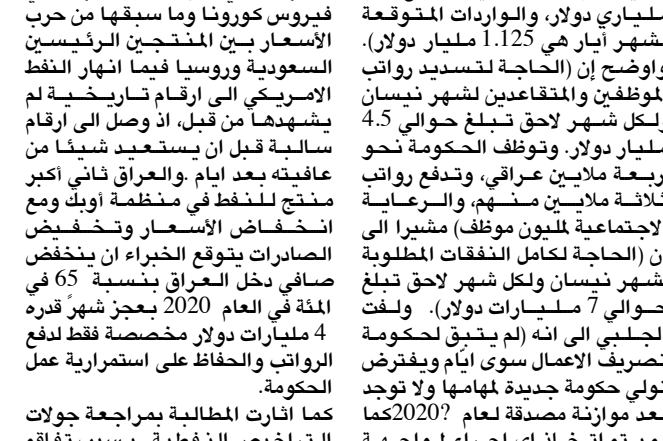 ملياري دولار، والواردات المتوقعة
لشهر أيار هي 1.125 مليار دولار).
واوضح إن (الحاجة لتسديد رواتب
الموظفين والمتقاعدين لشهر نيسان
ولكل شهر لاحق تبلغ حوالي 4.5
مليار دولار. وتوظف الحكومة نحو
اربعة ملايين عراقي، وتدفع رواتب
ثلاثة ملايين منهم، والرعاية
الاجتماعية لمليون موظف) مشيرا الى
ان (الحاجة لكامل النفقات المطلوبة
لشهر نيسان ولكل شهر لاحق تبلغ
حوالي 7 مليارات دولار). ولفت
الجلبي الى انه (لم يتبق لحكومة
تصريف الاعمال سوى ايّام ويفترض
تولي حكومة جديدة لمهامها ولا توجد
بعد موازنة مصدقة لعام 2020?كما
فيروس كورونا وما سبقها من حرب
الأسعار بين المنتجين الرئيسين
السعودية وروسيا فيما انهار النفط
الامريكي الى ارقام تاريخية لم
يشهدها من قبل، اذ وصل الى ارقام
سالبة قبل ان يستعيد شيئا من
عافيته بعد ايام .والعراق ثاني أكبر
منتج للنفط في منظمة أوبك ومع
انخفاض الأسعار وتخفيض
الصادرات يتوقع الخبراء ان ينخفض
صافي دخل العراق بنسبة 65 في
المئة في العام 2020 بعجز شهرً قدره
4 مليارات دولار مخصصة فقط لدفع
الرواتب والحفاظ على استمرارية عمل
الحكومة.
كما اثارت المطالبة بمراجعة جولات